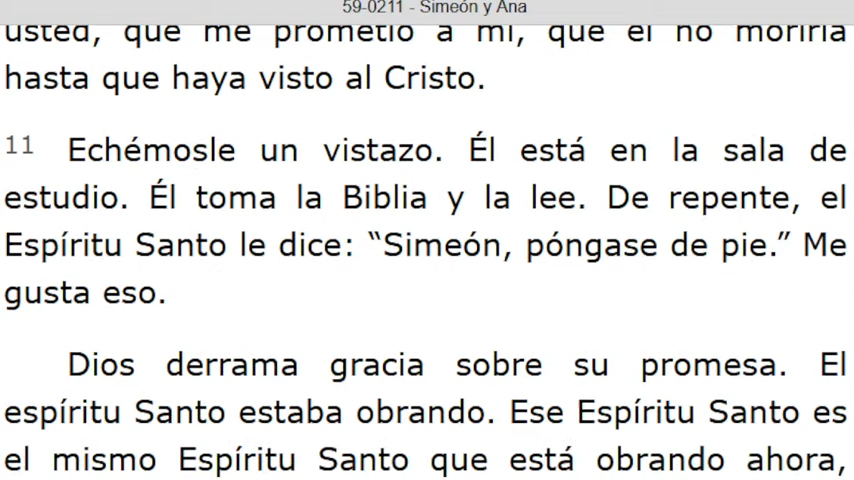 59-0211 - Simeón y Ana
usted, que me prometió a mí, que él no moriría
hasta que haya visto al Cristo.
11 Echémosle un vistazo. Él está en la sala de
estudio. Él toma la Biblia y la lee. De repente, el
Espíritu Santo le dice: “Simeón, póngase de pie.” Me
gusta eso.
Dios derrama gracia sobre su promesa. El
espíritu Santo estaba obrando. Ese Espíritu Santo es
el mismo Espíritu Santo que está obrando ahora,